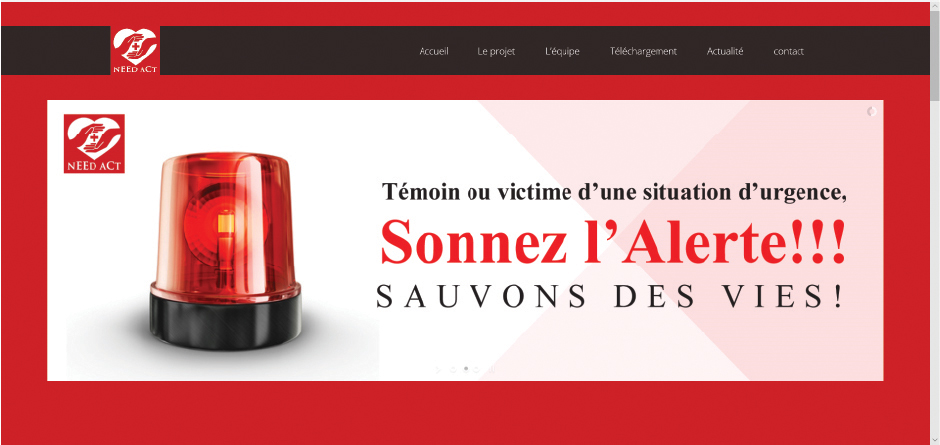 NEED ACT
Accueil Le projet L'équipe Téléchargement Actualité contact
NEED ACT
Témoin ou victime d'une situation d'urgence,
Sonnez l'Alerte!!!
SAUVONS DES VIES!